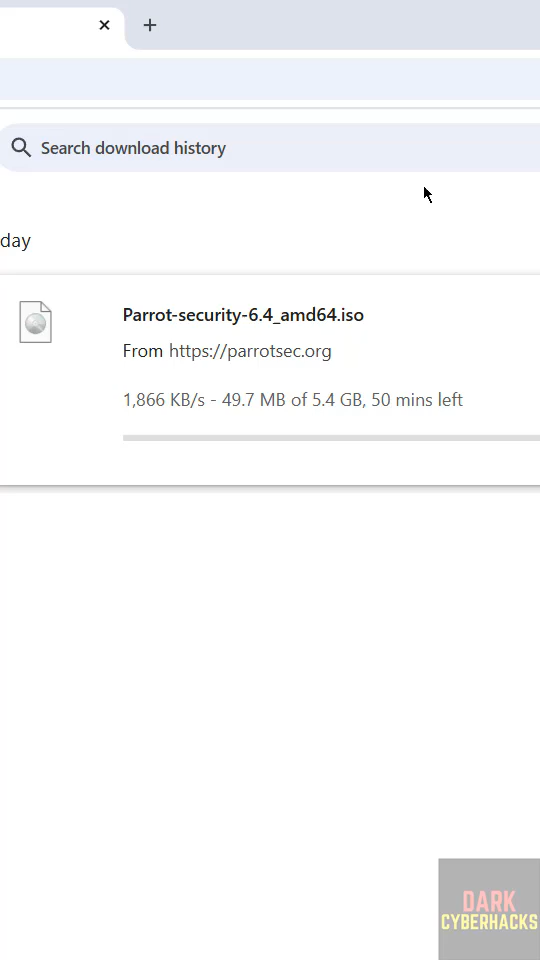 Search download history
day
Parrot-security-6.4_amd64.iso
From https://parrotsec.org
1,866 KB/s - 49.7 MB of 5.4 GB, 50 mins left
DARK
CYBERHACKS